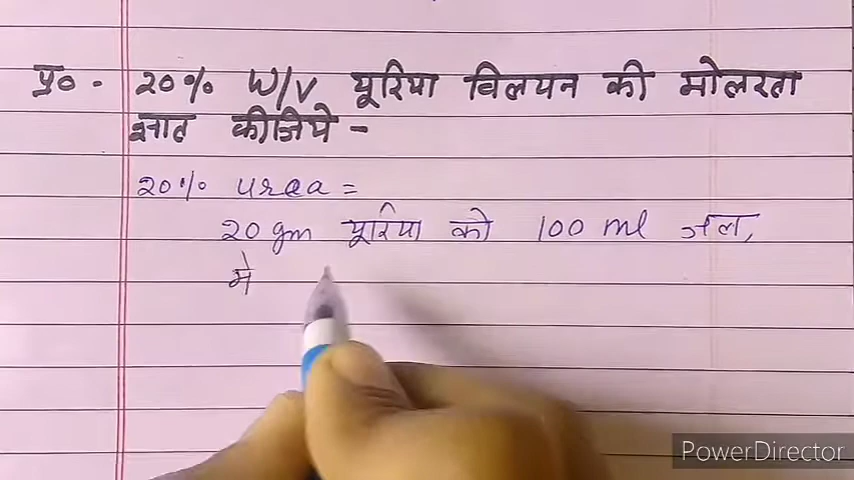 प्र० - 20% W/V यूरिया विलयन की मोलरता
ज्ञात कीजिये -
20% urea =
20 gm यूरिया को 100 ml जल,
मे
PowerDirector